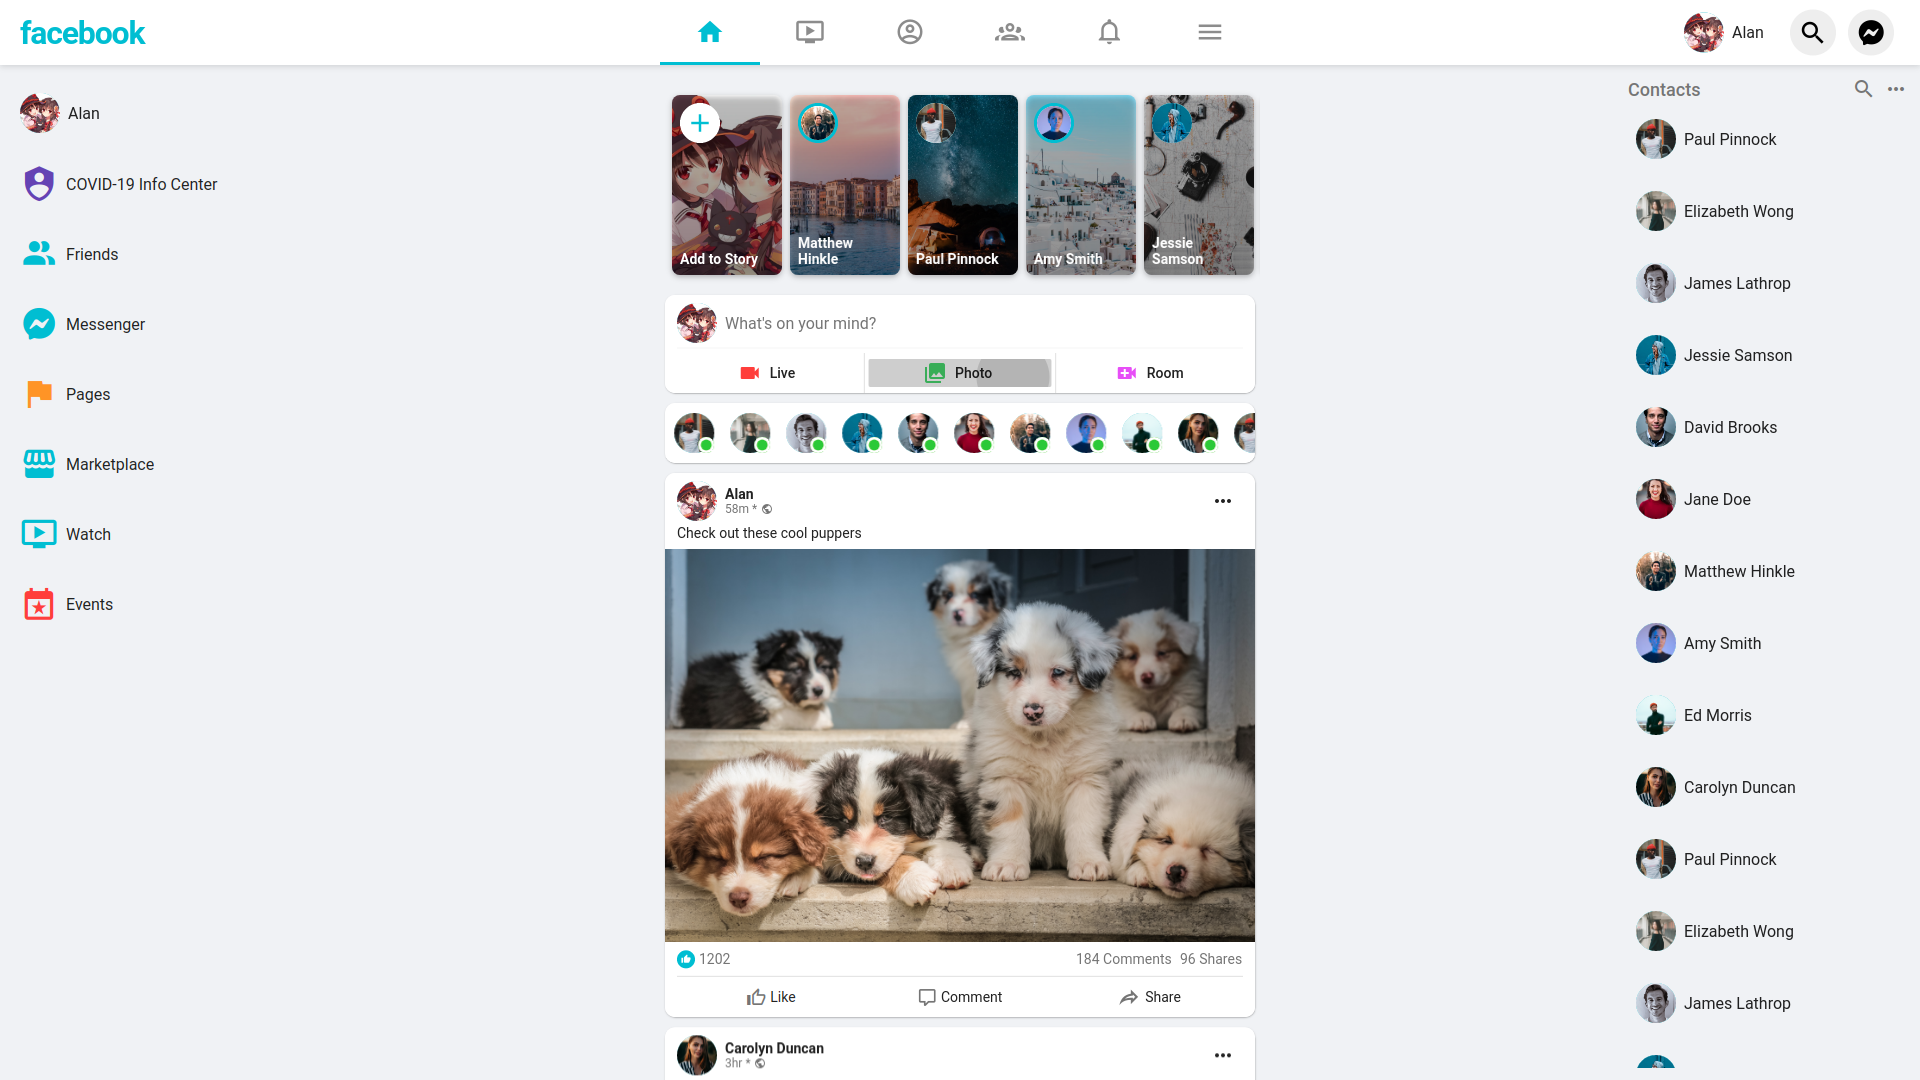 facebook
Alan
Alan
COVID-19 Info Center
Friends
Messenger
Pages
Marketplace
Watch
Events
Add to Story
Matthew
Hinkle
Paul Pinnock
Amy Smith
Jessie
Samson
What's on your mind?
Live
Photo
Room
Alan
58m *
Check out these cool puppers
1202
184 Comments 96 Shares
Like
Comment
Share
Carolyn Duncan
3hr *
Contacts
Paul Pinnock
Elizabeth Wong
James Lathrop
Jessie Samson
David Brooks
Jane Doe
Matthew Hinkle
Amy Smith
Ed Morris
Carolyn Duncan
Paul Pinnock
Elizabeth Wong
James Lathrop